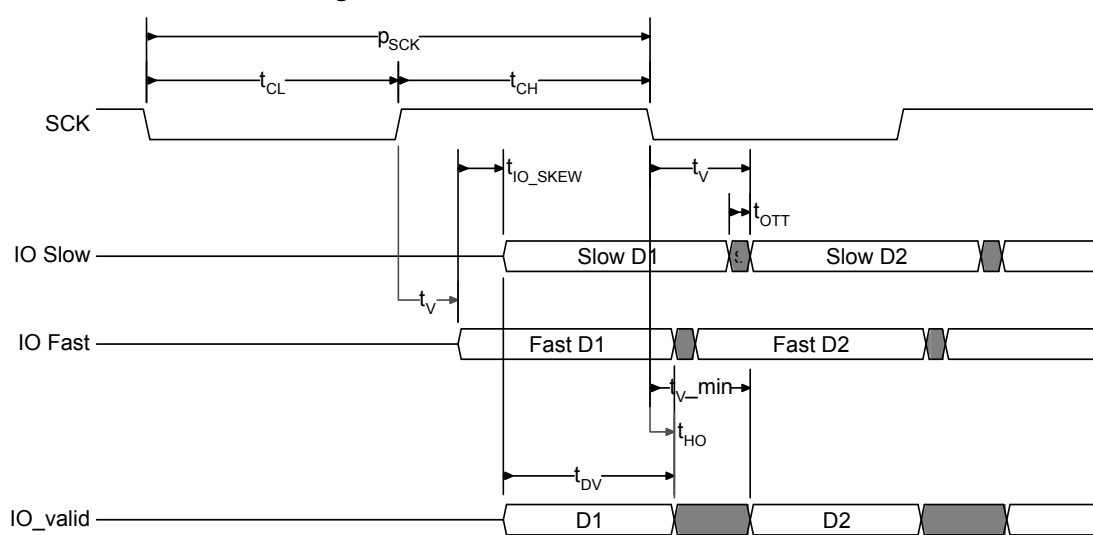 pSCK
tCL tCH
SCK
tIO_SKEW tV
tOTT
IO Slow Slow D1 S. Slow D2
tV
IO Fast Fast D1 Fast D2
tV_min
tHO
tDV
IO_valid D1 D2